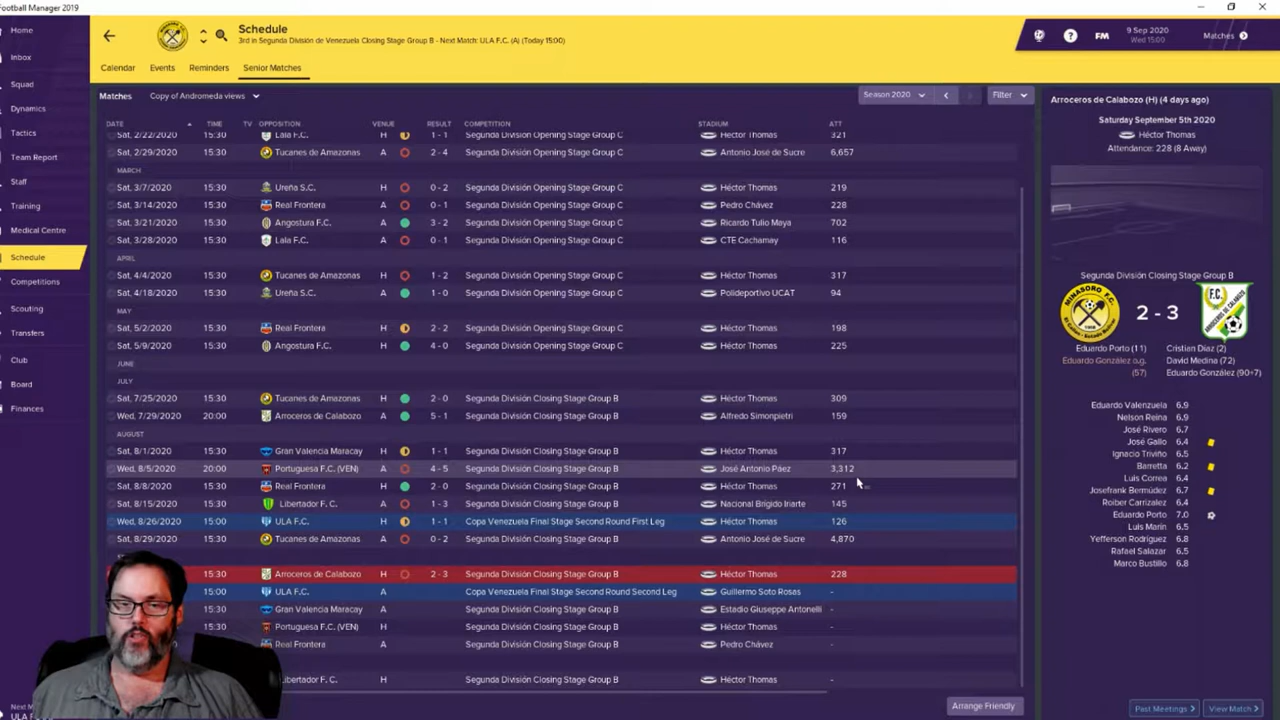 Football Manager 2019
Home
Inbox
Squad
Dynamics
Tactics
Team Report
Staff
Training
Medical Centre
Schedule
Competitions
Scouting
Transfers
Club
Board
Finances
Schedule
3rd in Segunda División de Venezuela Closing Stage Group B - Next Match: ULA F.C. (A) (Today 15:00)
FM
9 Sep 2020
Wed 15:00
Matches
Calendar Events Reminders Senior Matches
Matches Copy of Andromeda views Season 2020 Filter
DATE TIME TV OPPOSITION VENUE RESULT COMPETITION STADIUM ATT
Sat, 2/22/2020 15:30 Lala F.C. H 1 - 1 Segunda División Opening Stage Group C Héctor Thomas 321
Sat, 2/29/2020 15:30 Tucanes de Amazonas A 2 - 4 Segunda División Opening Stage Group C Antonio José de Sucre 6,657
MARCH
Sat, 3/7/2020 15:30 Ureña S.C. H 0 - 2 Segunda División Opening Stage Group C Héctor Thomas 219
Sat, 3/14/2020 15:30 Real Frontera A 0 - 1 Segunda División Opening Stage Group C Pedro Chávez 228
Sat, 3/21/2020 15:30 Angostura F.C. A 3 - 2 Segunda División Opening Stage Group C Ricardo Tulio Maya 702
Sat, 3/28/2020 15:30 Lala F.C. A 0 - 1 Segunda División Opening Stage Group C CTE Cachamay 116
APRIL
Sat, 4/4/2020 15:30 Tucanes de Amazonas H 1 - 2 Segunda División Opening Stage Group C Héctor Thomas 317
Sat, 4/18/2020 15:30 Ureña S.C. A 1 - 0 Segunda División Opening Stage Group C Polideportivo UCAT 94
MAY
Sat, 5/2/2020 15:30 Real Frontera H 2 - 2 Segunda División Opening Stage Group C Héctor Thomas 198
Sat, 5/9/2020 15:30 Angostura F.C. H 4 - 0 Segunda División Opening Stage Group C Héctor Thomas 225
JUNE
JULY
Sat, 7/25/2020 15:30 Tucanes de Amazonas H 2 - 0 Segunda División Closing Stage Group B Héctor Thomas 309
Wed, 7/29/2020 20:00 Arroceros de Calabozo A 5 - 1 Segunda División Closing Stage Group B Alfredo Simonpietri 159
AUGUST
Sat, 8/1/2020 15:30 Gran Valencia Maracay H 1 - 1 Segunda División Closing Stage Group B Héctor Thomas 317
Wed, 8/5/2020 20:00 Portuguesa F.C. (VEN) A 4 - 5 Segunda División Closing Stage Group B José Antonio Páez 3,312
Sat, 8/8/2020 15:30 Real Frontera H 2 - 0 Segunda División Closing Stage Group B Héctor Thomas 271
Sat, 8/15/2020 15:30 Libertador F. C. A 1 - 3 Segunda División Closing Stage Group B Nacional Brígido Iriarte 145
Wed, 8/26/2020 15:00 ULA F.C. H 1 - 1 Copa Venezuela Final Stage Second Round First Leg Héctor Thomas 126
Sat, 8/29/2020 15:30 Tucanes de Amazonas A 0 - 2 Segunda División Closing Stage Group B Antonio José de Sucre 4,870
15:30 Arroceros de Calabozo H 2 - 3 Segunda División Closing Stage Group B Héctor Thomas 228
15:00 ULA F.C. A Copa Venezuela Final Stage Second Round Second Leg Guillermo Soto Rosas -
15:30 Gran Valencia Maracay A Segunda División Closing Stage Group B Estadio Giuseppe Antonelli -
15:30 Portuguesa F.C. (VEN) H Segunda División Closing Stage Group B Héctor Thomas -
15:30 Real Frontera A Segunda División Closing Stage Group B Pedro Chávez -
Libertador F. C. H Segunda División Closing Stage Group B Héctor Thomas -
Arrange Friendly
Arroceros de Calabozo (H) (4 days ago)
Saturday September 5th 2020
Héctor Thomas
Attendance: 228 (8 Away)
Segunda División Closing Stage Group B
MINASORO F.C.
F.C.
2 - 3
Eduardo Porto (11) Cristian Díaz (2)
Eduardo González o.g. David Medina (72)
(57) Eduardo González (90+7)
Eduardo Valenzuela 6.9
Nelson Reina 6.9
José Rivero 6.7
José Gallo 6.4
Ignacio Triviño 6.5
Barretta 6.2
Luis Correa 6.4
Josefrank Bermúdez 6.7
Roiber Carrizalez 6.4
Eduardo Porto 7.0
Luis Marín 6.5
Yefferson Rodríguez 6.8
Rafael Salazar 6.5
Marco Bustillo 6.8
Past Meetings > View Match >
Next M
ULA F